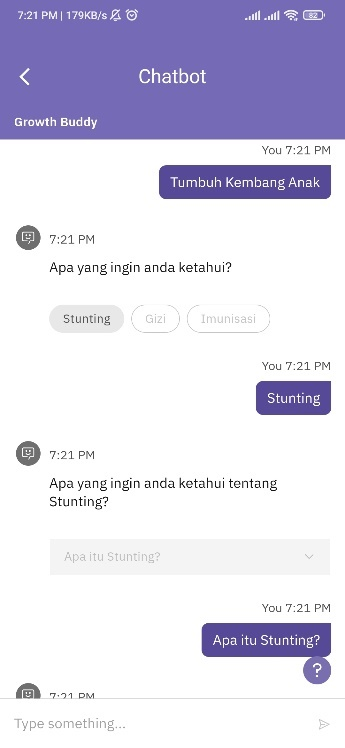 7:21 PM | 179KB/s 82
Chatbot
Growth Buddy
You 7:21 PM
Tumbuh Kembang Anak
7:21 PM
Apa yang ingin anda ketahui?
Stunting Gizi Imunisasi
You 7:21 PM
Stunting
7:21 PM
Apa yang ingin anda ketahui tentang
Stunting?
Apa itu Stunting?
You 7:21 PM
Apa itu Stunting?
?
7:21 PM
Type something...